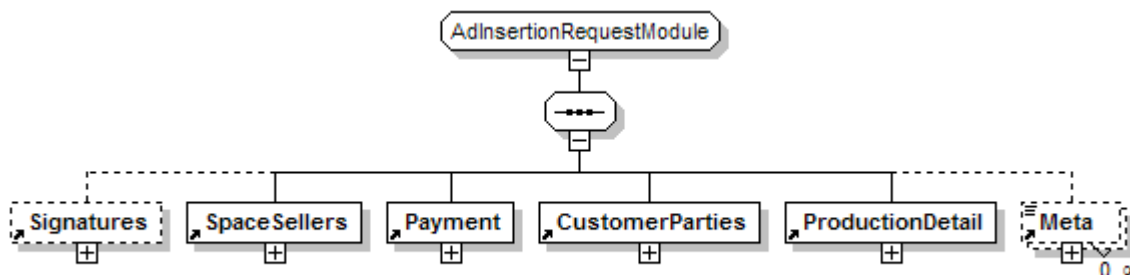 AdInsertionRequestModule
Signatures
SpaceSellers
Payment
CustomerParties
ProductionDetail
Meta